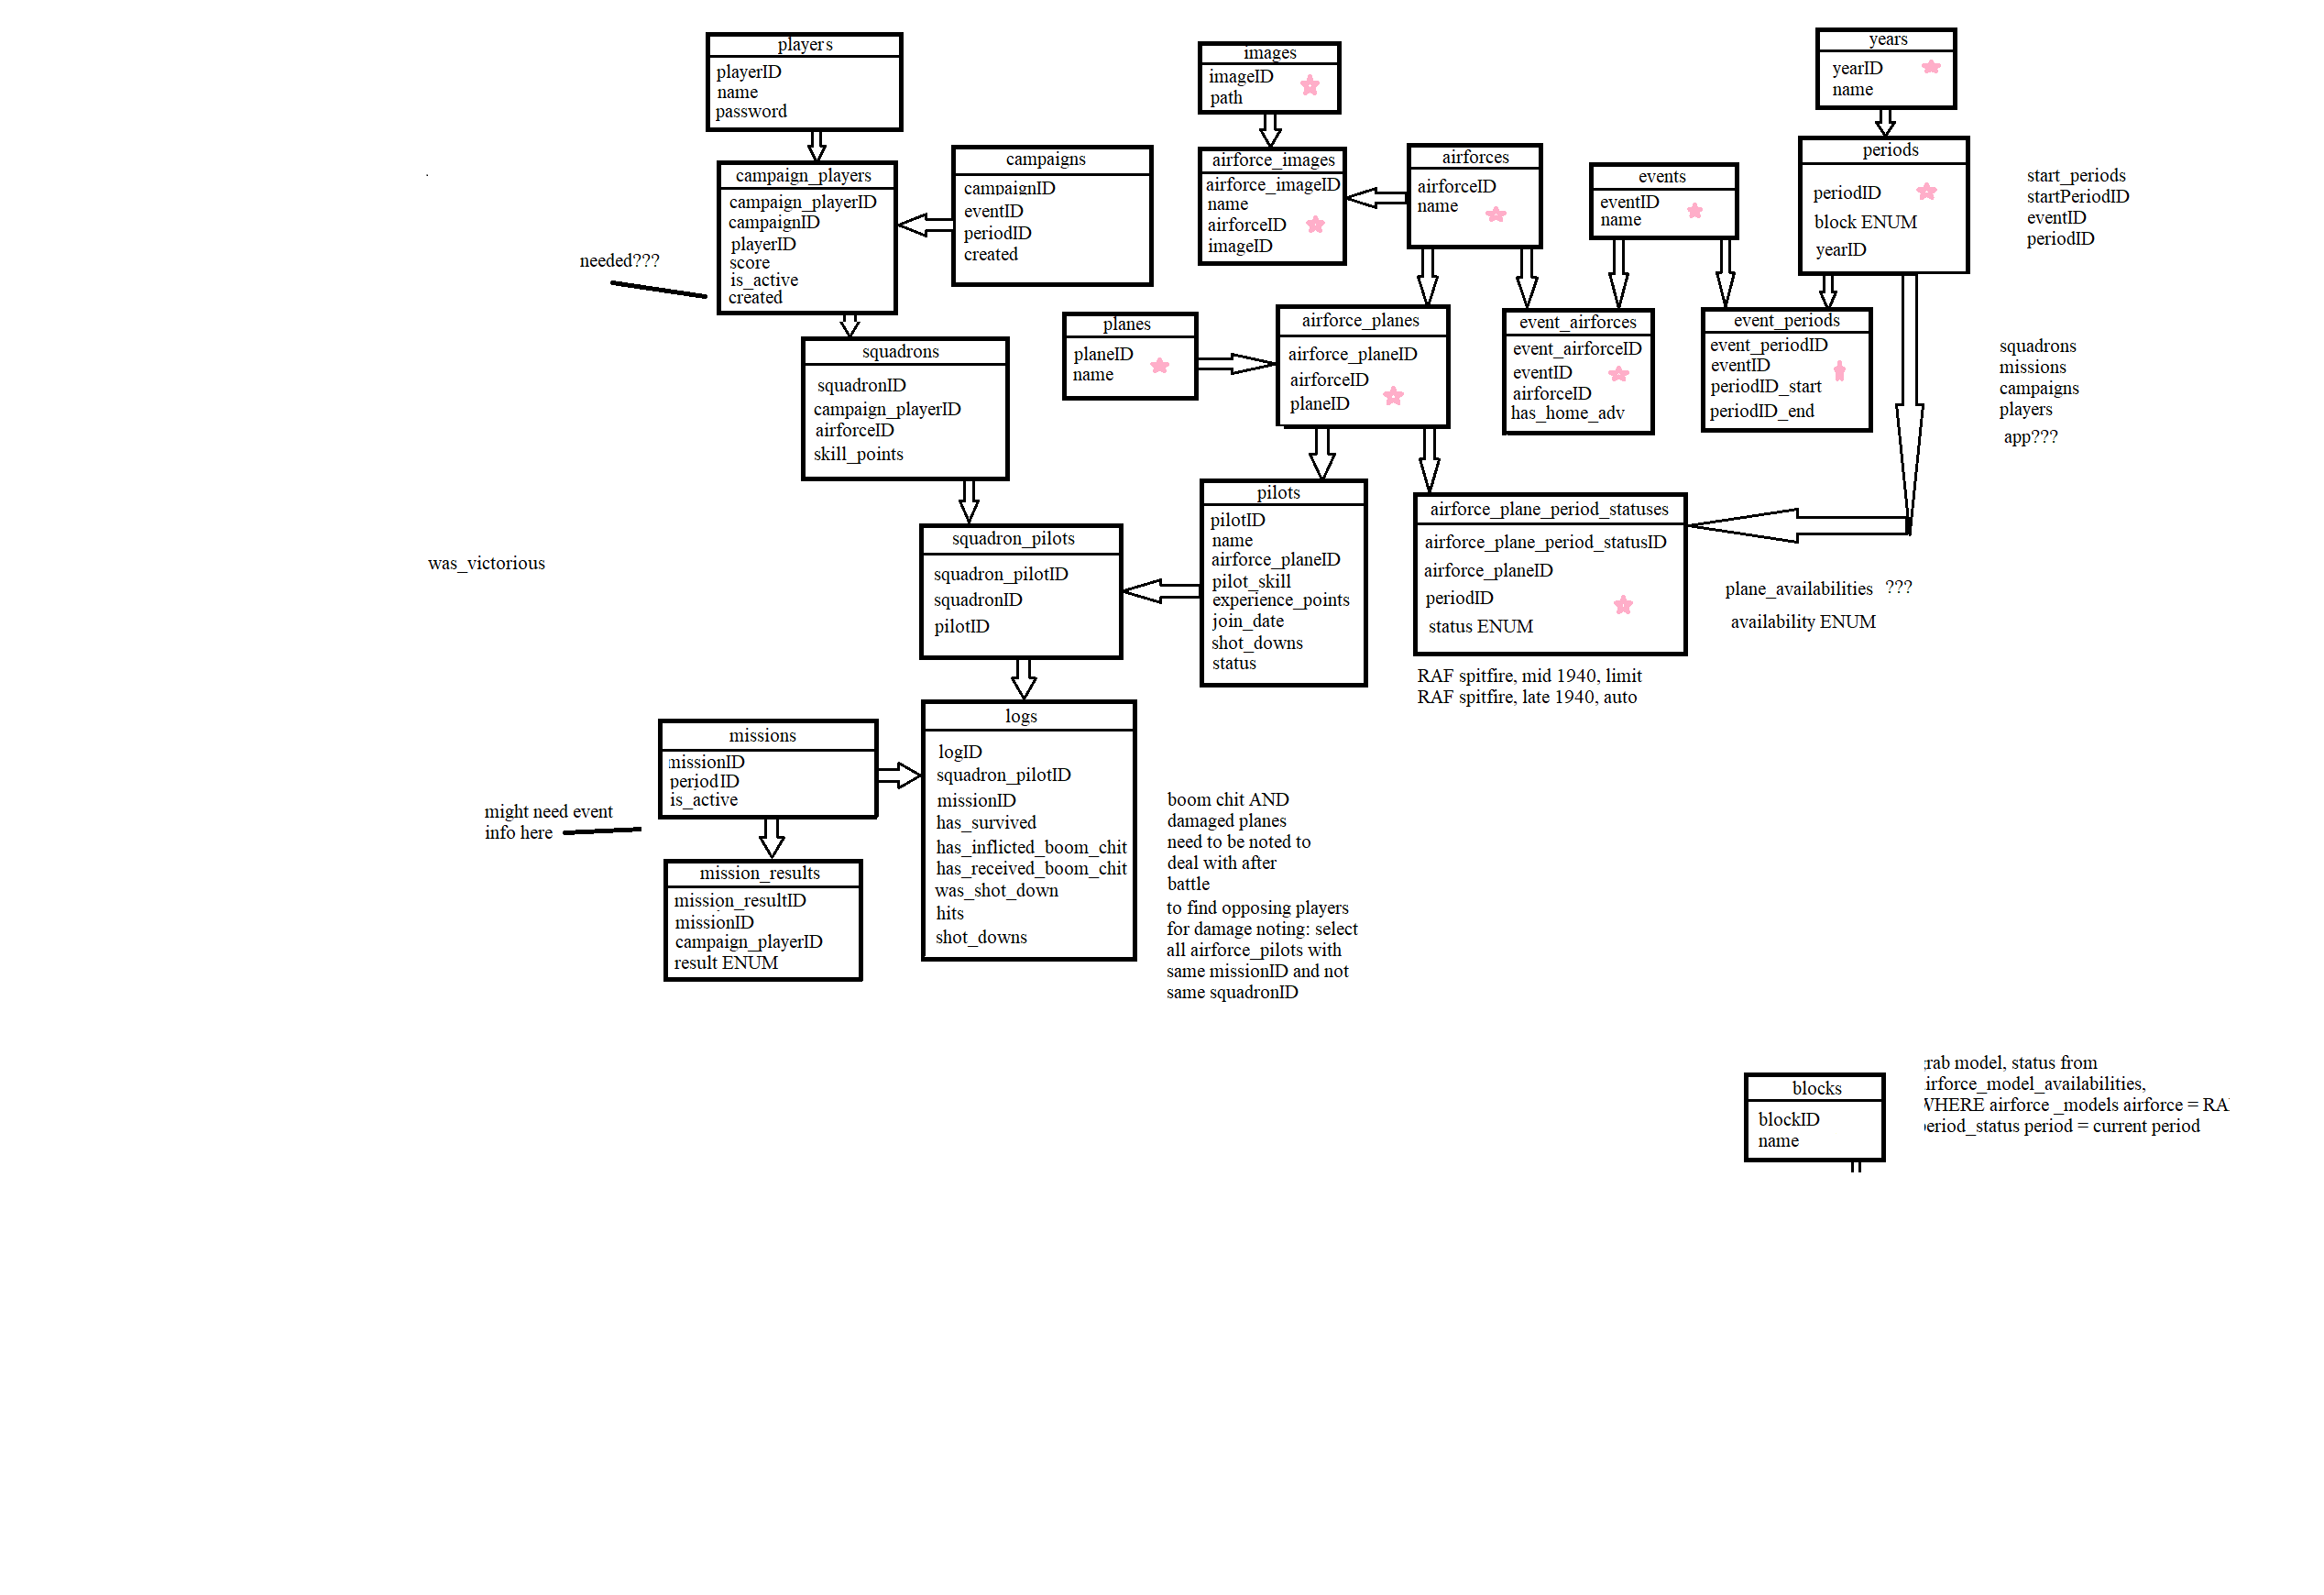 players
playerID
name
password
images
imageID
path
years
yearID
name
campaign_players
campaign_playerID
campaignID
playerID
score
is_active
created
campaigns
campaignID
eventID
periodID
created
airforce_images
airforce_imageID
name
airforceID
imageID
airforces
airforceID
name
events
eventID
name
periods
periodID
block ENUM
yearID
start_periods
startPeriodID
eventID
periodID
needed???
squadrons
squadronID
campaign_playerID
airforceID
skill_points
planes
planeID
name
airforce_planes
airforce_planeID
airforceID
planeID
event_airforces
event_airforceID
eventID
airforceID
has_home_adv
event_periods
event_periodID
eventID
periodID_start
periodID_end
squadrons
missions
campaigns
players
app???
was_victorious
squadron_pilots
squadron_pilotID
squadronID
pilotID
pilots
pilotID
name
airforce_planeID
pilot_skill
experience_points
join_date
shot_downs
status
airforce_plane_period_statuses
airforce_plane_period_statusID
airforce_planeID
periodID
status ENUM
plane_availabilities ???
availability ENUM
RAF spitfire, mid 1940, limit
RAF spitfire, late 1940, auto
missions
missionID
periodID
is_active
might need event
info here
mission_results
mission_resultID
missionID
campaign_playerID
result ENUM
logs
logID
squadron_pilotID
missionID
has_survived
has_inflicted_boom_chit
has_received_boom_chit
was_shot_down
hits
shot_downs
boom chit AND
damaged planes
need to be noted to
deal with after
battle
to find opposing players
for damage noting: select
all airforce_pilots with
same missionID and not
same squadronID
blocks
blockID
name
rab model, status from
irforce_model_availabilities,
WHERE airforce _models airforce = RA
eriod_status period = current period